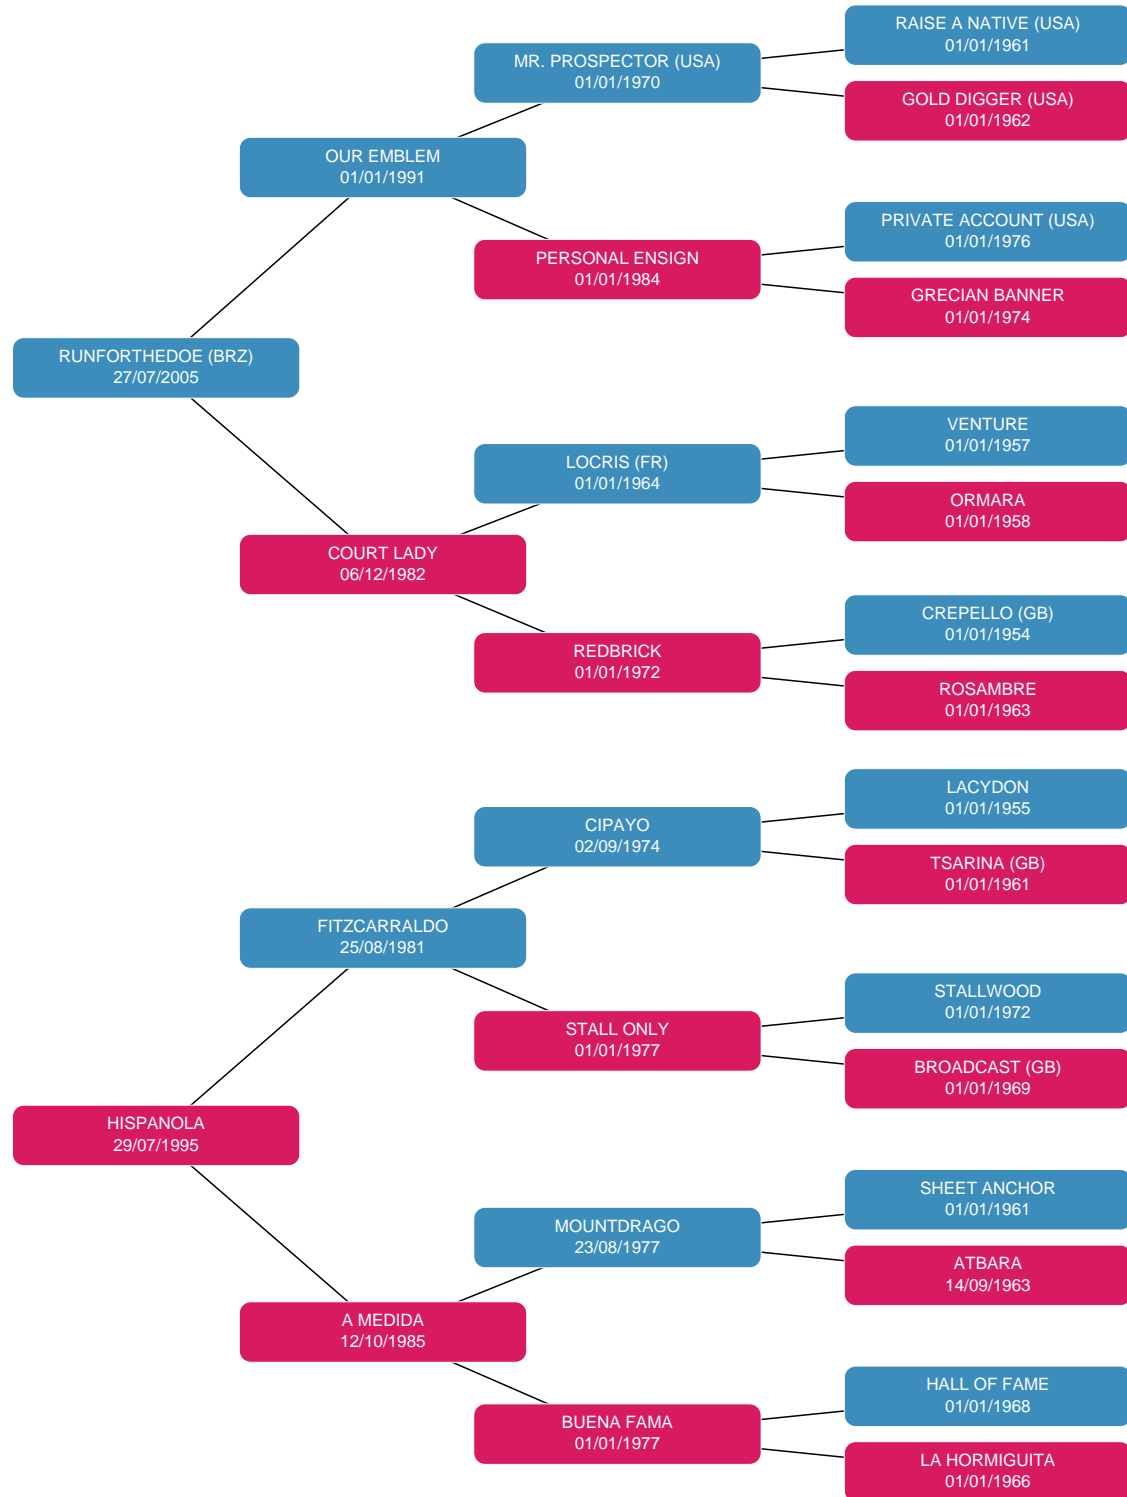 RAISE A NATIVE (USA)
01/01/1961
MR. PROSPECTOR (USA)
01/01/1970
GOLD DIGGER (USA)
01/01/1962
OUR EMBLEM
01/01/1991
PRIVATE ACCOUNT (USA)
01/01/1976
PERSONAL ENSIGN
01/01/1984
GRECIAN BANNER
01/01/1974
RUNFORTHEDOE (BRZ)
27/07/2005
VENTURE
01/01/1957
LOCRIS (FR)
01/01/1964
ORMARA
01/01/1958
COURT LADY
06/12/1982
CREPELLO (GB)
01/01/1954
REDBRICK
01/01/1972
ROSAMBRE
01/01/1963
LACYDON
01/01/1955
CIPAYO
02/09/1974
TSARINA (GB)
01/01/1961
FITZCARRALDO
25/08/1981
STALLWOOD
01/01/1972
STALL ONLY
01/01/1977
BROADCAST (GB)
01/01/1969
HISPANOLA
29/07/1995
SHEET ANCHOR
01/01/1961
MOUNTDRAGO
23/08/1977
ATBARA
14/09/1963
A MEDIDA
12/10/1985
HALL OF FAME
01/01/1968
BUENA FAMA
01/01/1977
LA HORMIGUITA
01/01/1966